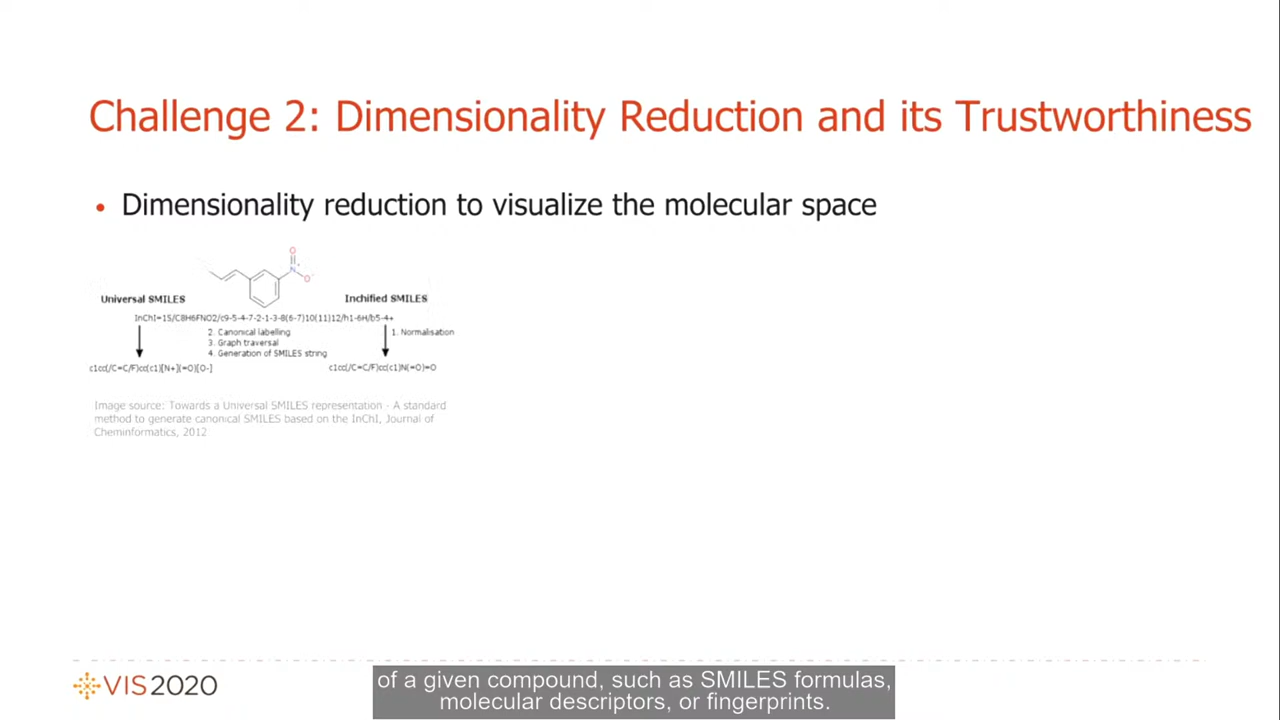 Challenge 2: Dimensionality Reduction and its Trustworthiness
• Dimensionality reduction to visualize the molecular space
O
N+
O-
Universal SMILES
Inchified SMILES
InChI=1S/C8H6FNO2/c9-5-4-7-2-1-3-8(6-7)10(11)12/h1-6H/b5-4+
2. Canonical labelling
3. Graph traversal
4. Generation of SMILES string
1. Normalisation
c1cc(/C=C/F)cc(c1)[N+](=O)[O-]
c1cc(/C=C/F)cc(c1)N(=O)=O
Image source: Towards a Universal SMILES representation - A standard
method to generate canonical SMILES based on the InChI, Journal of
Cheminformatics, 2012
VIS2020
of a given compound, such as SMILES formulas,
molecular descriptors, or fingerprints.